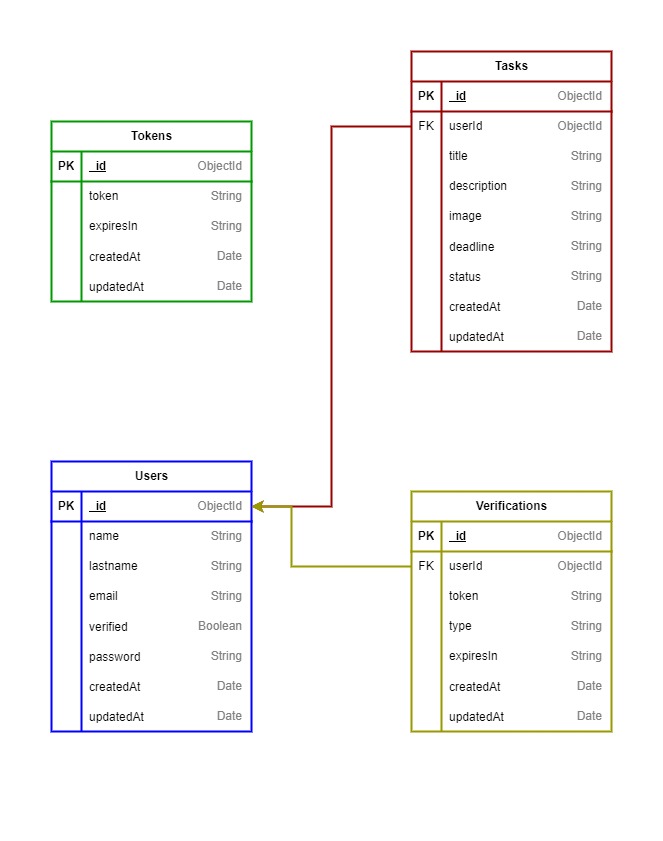 Tasks
PK _id ObjectId
FK userId ObjectId
title String
description String
image String
deadline String
status String
createdAt Date
updatedAt Date
Tokens
PK _id ObjectId
token String
expiresIn String
createdAt Date
updatedAt Date
Users
PK _id ObjectId
name String
lastname String
email String
verified Boolean
password String
createdAt Date
updatedAt Date
Verifications
PK _id ObjectId
FK userId ObjectId
token String
type String
expiresIn String
createdAt Date
updatedAt Date